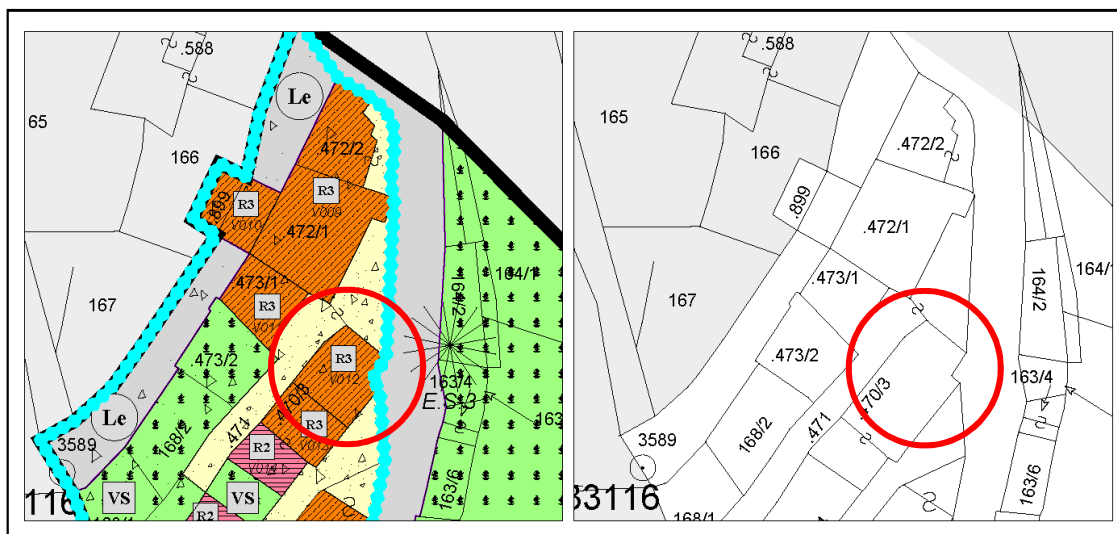 .588
Le
65
166
.472/2
R3
.899
V010
R3
V009
.472/1
164/1
.473/1
R3
164/2
167
R3
V012
.473/2
163/4
E.S.3
.470/3
R3
Le
168/2
.471
R2
3589
163/6
VS
VS
R2
116
.588
165
.472/2
166
.899
.472/1
164/1
.473/1
164/2
167
.473/2
163/4
.470/3
.471
168/2
3589
163/6
33116
168/1